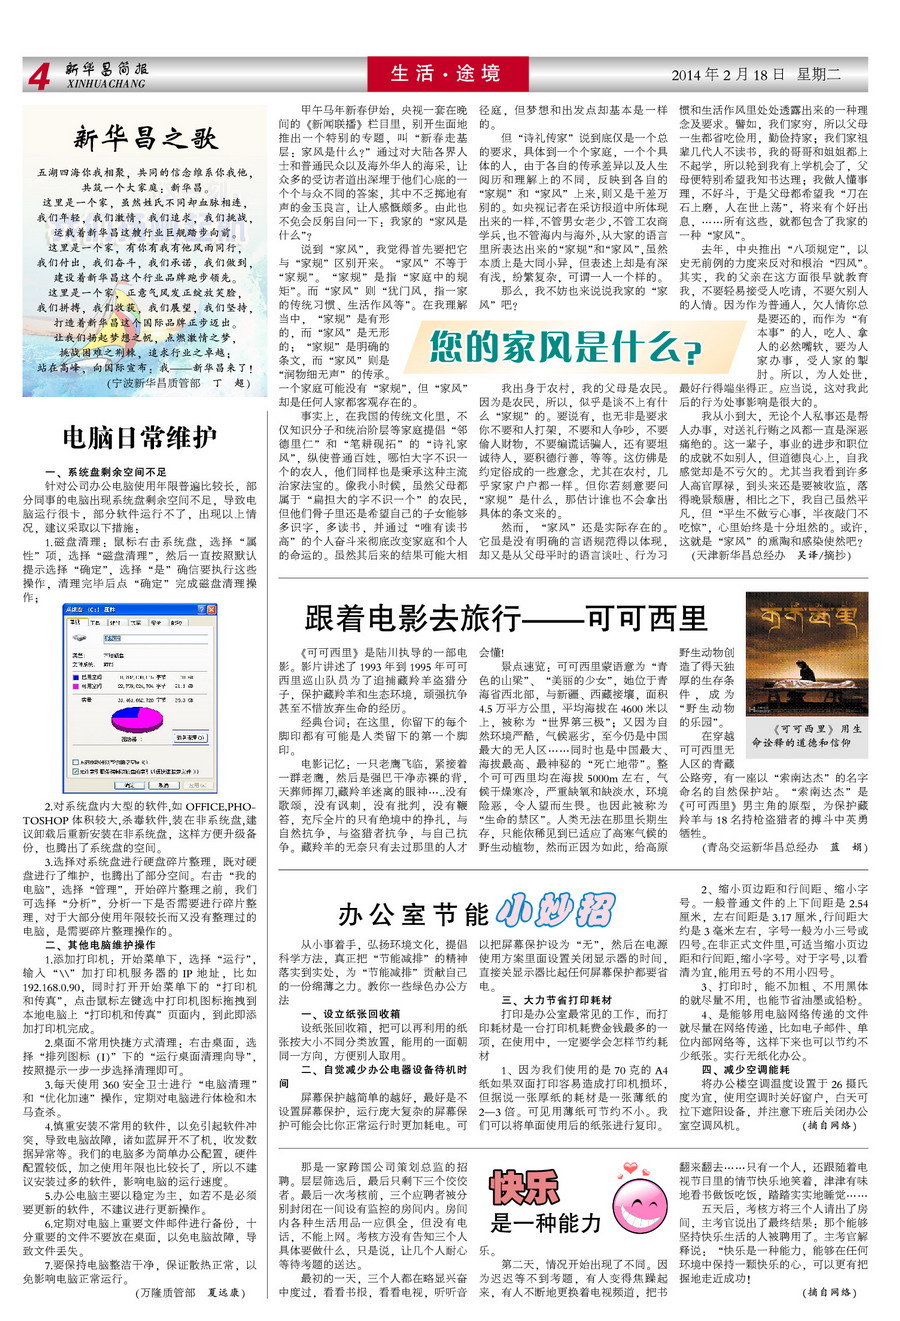 4
新华昌简报
XINHUACHANG
生活·途境
2014 年 2 月 18 日 星期二
新华昌之歌
五湖四海你我相聚，共同的信念维系你我他，
共筑一个大家庭：新华昌。
这里是一个家，虽然姓氏不同却血脉相连，
我们年轻，我们激情，我们追求，我们挑战，
运载着新华昌这艘行业巨舰踏步向前。
这里是一个家，有你有我有他风雨同行，
我们付出，我们奋斗，我们承诺，我们做到，
建设着新华昌这个行业品牌跑步领先。
这里是一个家，正意气风发正绽放笑脸，
我们拼搏，我们收获，我们展望，我们坚持，
打造着新华昌这个国际品牌正步迈出。
让我们扬起梦想之帆，点燃激情之梦，
挑战困难之荆棘，追求行业之卓越；
站在高峰，向国际宣布：我——新华昌来了！
（宁波新华昌质管部 丁 超）
电脑日常维护
一、系统盘剩余空间不足
针对公司办公电脑使用年限普遍比较长，部
分同事的电脑出现系统盘剩余空间不足，导致电
脑运行很卡，部分软件运行不了，出现以上情
况，建议采取以下措施：
1.磁盘清理：鼠标右击系统盘，选择“属
性”项，选择“磁盘清理”，然后一直按照默认
提示选择“确定”，选择“是”确信要执行这些
操作，清理完毕后点“确定”完成磁盘清理操
作；
2.对系统盘内大型的软件,如 OFFICE,PHO-
TOSHOP 体积较大,杀毒软件,装在非系统盘,建
议卸载后重新安装在非系统盘，这样方便升级备
份，也腾出了系统盘的空间。
3.选择对系统盘进行硬盘碎片整理，既对硬
盘进行了维护，也腾出了部分空间。右击“我的
电脑”，选择“管理”，开始碎片整理之前，我们
可选择“分析”，分析一下是否需要进行碎片整
理，对于大部分使用年限较长而又没有整理过的
电脑，是需要碎片整理操作的。
二、其他电脑维护操作
1.添加打印机：开始菜单下，选择“运行”，
输入“\\”加打印机服务器的 IP 地址，比如
192.168.0.90，同时打开开始菜单下的“打印机
和传真”，点击鼠标左键选中打印机图标拖拽到
本地电脑上“打印机和传真”页面内，到此即添
加打印机完成。
2.桌面不常用快捷方式清理：右击桌面，选
择“排列图标（I）”下的“运行桌面清理向导”，
按照提示一步一步选择清理即可。
3.每天使用 360 安全卫士进行“电脑清理”
和“优化加速”操作，定期对电脑进行体检和木
马查杀。
4.慎重安装不常用的软件，以免引起软件冲
突，导致电脑故障，诸如蓝屏开不了机，收发数
据异常等。我们的电脑多为简单办公配置，硬件
配置较低，加之使用年限也比较长了，所以不建
议安装过多的软件，影响电脑的运行速度。
5.办公电脑主要以稳定为主，如若不是必须
要更新的软件，不建议进行更新操作。
6.定期对电脑上重要文件邮件进行备份，十
分重要的文件不要放在桌面，以免电脑故障，导
致文件丢失。
7.要保持电脑整洁干净，保证散热正常，以
免影响电脑正常运行。
（万隆质管部 夏远康）
甲午马年新春伊始，央视一套在晚
间的《新闻联播》栏目里，别开生面地
推出一个特别的专题，叫“新春走基
层：家风是什么？”通过对大陆各界人
士和普通民众以及海外华人的海采，让
众多的受访者道出深埋于他们心底的一
个个与众不同的答案，其中不乏掷地有
声的金玉良言，让人感慨颇多。由此也
不免会反躬自问一下：我家的“家风是
什么”？
说到“家风”，我觉得首先要把它
与“家规”区别开来。“家风”不等于
“家规”。“家规”是指“家庭中的规
矩”。而“家风”则“犹门风，指一家
的传统习惯、生活作风等”。在我理解
当中，“家规”是有形
的，而“家风”是无形
的；“家规”是明确的
条文，而“家风”则是
“润物细无声”的传承。
一个家庭可能没有“家规”，但“家风”
却是任何人家都客观存在的。
事实上，在我国的传统文化里，不
仅知识分子和统治阶层等家庭提倡“邻
德里仁”和“笔耕砚拓”的“诗礼家
风”，纵使普通百姓，哪怕大字不识一
个的农人，他们同样也是秉承这种主流
治家法宝的。像我小时候，虽然父母都
属于“扁担大的字不识一个”的农民，
但他们骨子里还是希望自己的子女能够
多识字，多读书，并通过“唯有读书
高”的个人奋斗来彻底改变家庭和个人
的命运的。虽然其后来的结果可能大相
径庭，但梦想和出发点却基本是一样
的。
但“诗礼传家”说到底仅是一个总
的要求，具体到一个个家庭，一个个具
体的人，由于各自的传承差异以及人生
阅历和理解上的不同，反映到各自的
“家规”和“家风”上来,则又是千差万
别的。如央视记者在采访报道中所体现
出来的一样,不管男女老少,不管工农商
学兵,也不管海内与海外,从大家的语言
里所表达出来的“家规”和“家风”,虽然
本质上是大同小异，但表述上却是有深
有浅，纷繁复杂，可谓一人一个样的。
那么，我不妨也来说说我家的“家
风”吧？
您的家风是什么？
我出身于农村，我的父母是农民。
因为是农民，所以，似乎是谈不上有什
么“家规”的。要说有，也无非是要求
你不要和人打架，不要和人争吵，不要
偷人财物，不要编谎话骗人，还有要坦
诚待人，要积德行善，等等。这仿佛是
约定俗成的一些意念，尤其在农村，几
乎家家户户都一样。但你若刻意要问
“家规”是什么，那估计谁也不会拿出
具体的条文来的。
然而，“家风”还是实际存在的。
它虽是没有明确的言语规范得以体现，
却又是从父母平时的语言谈吐、行为习
惯和生活作风里处处透露出来的一种理
念及要求。譬如，我们家穷，所以父母
一生都省吃俭用，勤俭持家；我们家祖
辈几代人不读书，我的哥哥和姐姐都上
不起学，所以轮到我有上学机会了，父
母便特别希望我知书达理；我做人懂事
理，不好斗，于是父母都希望我“刀在
石上磨，人在世上荡”，将来有个好出
息，……所有这些，就都包含了我家的
一种“家风”。
去年，中央推出“八项规定”，以
史无前例的力度来反对和根治“四风”。
其实，我的父亲在这方面很早就教育
我，不要轻易接受人吃请，不要欠别人
的人情。因为作为普通人，欠人情你总
是要还的，而作为“有
本事”的人，吃人、拿
人的必然嘴软，要为人
家办事，受人家的掣
肘。所以，为人处世，
最好行得端坐得正。应当说，这对我此
后的行为处事影响是很大的。
我从小到大，无论个人私事还是帮
人办事，对送礼行贿之风都一直是深恶
痛绝的。这一辈子，事业的进步和职位
的成就不如别人，但道德良心上，自我
感觉却是不亏欠的。尤其当我看到许多
人高官厚禄，到头来还是要被收监，落
得晚景颓唐，相比之下，我自己虽然平
凡，但“平生不做亏心事，半夜敲门不
吃惊”，心里始终是十分坦然的。或许，
这就是“家风”的熏陶和感染使然吧？
（天津新华昌总经办 吴译/摘抄）
跟着电影去旅行——可可西里
《可可西里》是陆川执导的一部电
影。影片讲述了 1993 年到 1995 年可可
西里巡山队员为了追捕藏羚羊盗猎分
子，保护藏羚羊和生态环境，顽强抗争
甚至不惜放弃生命的经历。
经典台词：在这里，你留下的每个
脚印都有可能是人类留下的第一个脚
印。
电影记忆：一只老鹰飞临，紧接着
一群老鹰，然后是强巴干净赤裸的背，
天葬师挥刀,藏羚羊迷离的眼神…..没有
歌颂，没有讽刺，没有批判，没有鞭
笞，充斥全片的只有绝境中的挣扎，与
自然抗争，与盗猎者抗争，与自己抗
争。藏羚羊的无奈只有去过那里的人才
会懂！
景点速览：可可西里蒙语意为“青
色的山梁”、“美丽的少女”，她位于青
海省西北部，与新疆、西藏接壤，面积
4.5 万平方公里，平均海拔在 4600 米以
上，被称为“世界第三极”；又因为自
然环境严酷，气候恶劣，至今仍是中国
最大的无人区……同时也是中国最大、
海拔最高、最神秘的“死亡地带”。整
个可可西里均在海拔 5000m 左右，气
候干燥寒冷，严重缺氧和缺淡水，环境
险恶，令人望而生畏。也因此被称为
“生命的禁区”。人类无法在那里长期生
存，只能依稀见到已适应了高寒气候的
野生动植物，然而正因为如此，给高原
野生动物创
造了得天独
厚的生存条
件，成为
“野生动物
的乐园”。
在穿越
可可西里无
人区的青藏
公路旁，有一座以“索南达杰”的名字
命名的自然保护站。“索南达杰”是
《可可西里》男主角的原型，为保护藏
羚羊与 18 名持枪盗猎者的搏斗中英勇
牺牲。
（青岛交运新华昌总经办 蓝 娟）
可可西里
《可可西里》用生
命诠释的道德和信仰
办公室节能小妙招
从小事着手，弘扬环境文化，提倡
科学方法，真正把“节能减排”的精神
落实到实处，为“节能减排”贡献自己
的一份绵薄之力。教你一些绿色办公方
法
一、设立纸张回收箱
设纸张回收箱，把可以再利用的纸
张按大小不同分类放置，能用的一面朝
同一方向，方便别人取用。
二、自觉减少办公电器设备待机时
间
屏幕保护越简单的越好，最好是不
设置屏幕保护，运行庞大复杂的屏幕保
护可能会比你正常运行时更加耗电。可
以把屏幕保护设为“无”，然后在电源
使用方案里面设置关闭显示器的时间，
直接关显示器比起任何屏幕保护都要省
电。
三、大力节省打印耗材
打印是办公室最常见的工作，而打
印耗材是一台打印机耗费金钱最多的一
项，在使用中，一定要学会怎样节约耗
材
1、因为我们使用的是 70 克的 A4
纸如果双面打印容易造成打印机损坏，
但据说一张厚纸的耗材是一张薄纸的
2—3 倍。可见用薄纸可节约不小。我
们可以将单面使用后的纸张进行复印。
2、缩小页边距和行间距、缩小字
号。一般普通文件的上下间距是 2.54
厘米，左右间距是 3.17 厘米,行间距大
约是 3 毫米左右，字号一般为小三号或
四号。在非正式文件里,可适当缩小页边
距和行间距,缩小字号。对于字号,以看
清为宜,能用五号的不用小四号。
3、打印时，能不加粗、不用黑体
的就尽量不用，也能节省油墨或铅粉。
4、是能够用电脑网络传递的文件
就尽量在网络传递，比如电子邮件、单
位内部网络等，这样下来也可以节约不
少纸张。实行无纸化办公。
四、减少空调能耗
将办公楼空调温度设置于 26 摄氏
度为宜，使用空调时关好窗户，白天可
拉下遮阳设备，并注意下班后关闭办公
室空调风机。 （摘自网络）
那是一家跨国公司策划总监的招
聘。层层筛选后，最后只剩下三个佼佼
者。最后一次考核前，三个应聘者被分
别封闭在一间设有监控的房间内。房间
内各种生活用品一应俱全，但没有电
话，不能上网。考核方没有告知三个人
具体要做什么，只是说，让几个人耐心
等待考题的送达。
最初的一天，三个人都在略显兴奋
中度过，看看书报，看看电视，听听音
快乐
是一种能力
乐。
第二天，情况开始出现了不同。因
为迟迟等不到考题，有人变得焦躁起
来，有人不断地更换着电视频道，把书
翻来翻去……只有一个人，还跟随着电
视节目里的情节快乐地笑着，津津有味
地看书做饭吃饭，踏踏实实地睡觉……
五天后，考核方将三个人请出了房
间，主考官说出了最终结果：那个能够
坚持快乐生活的人被聘用了。主考官解
释说：“快乐是一种能力，能够在任何
环境中保持一颗快乐的心，可以更有把
握地走近成功！
（摘自网络）